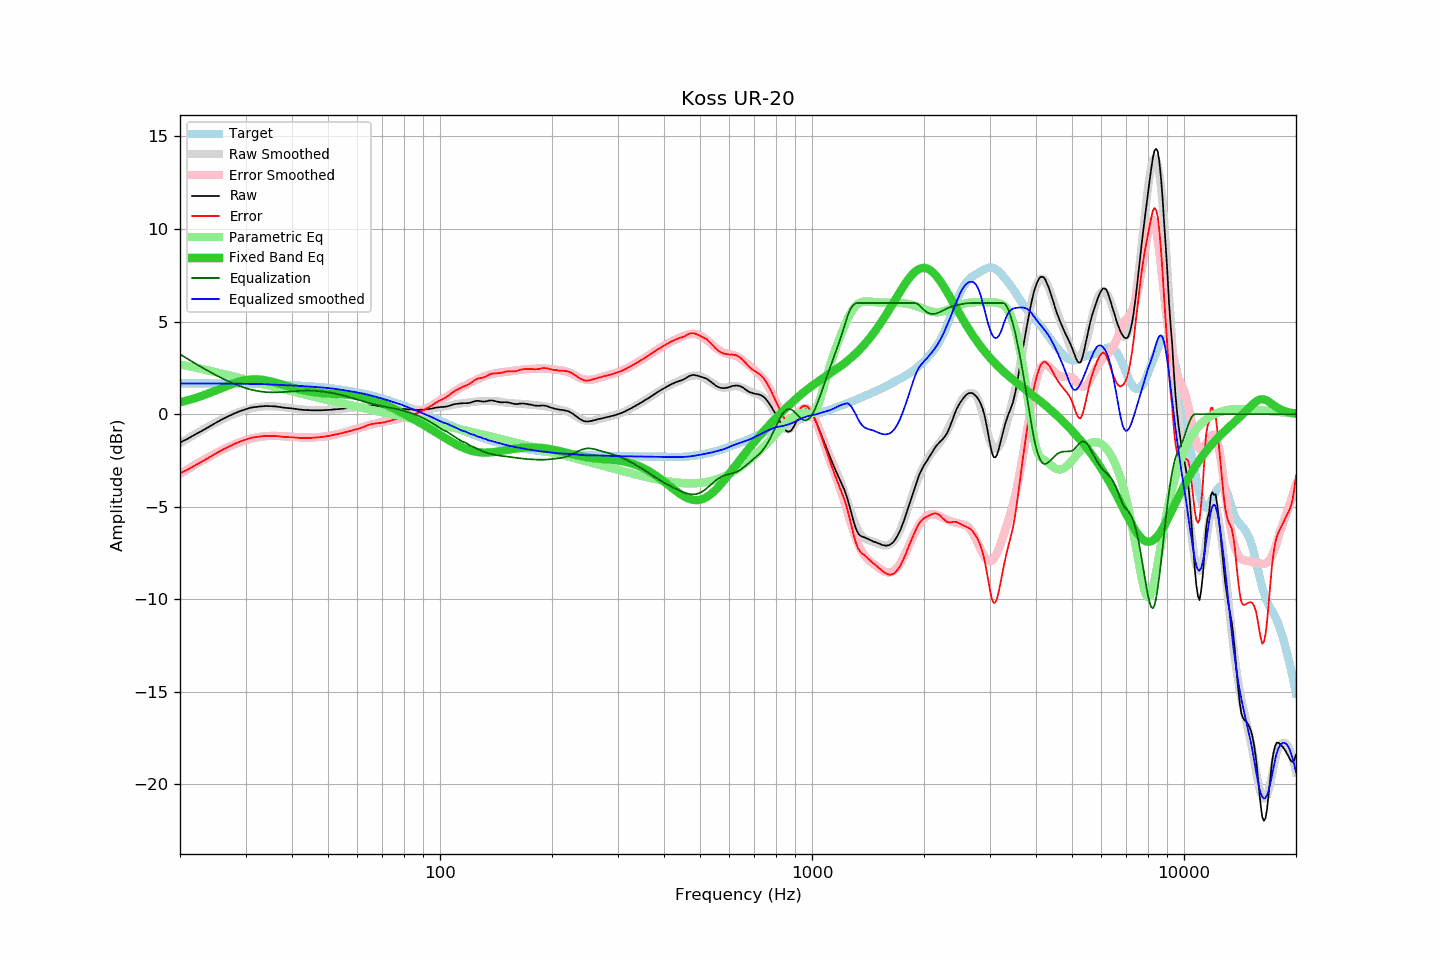 Koss UR-20
Target
Raw Smoothed
Error Smoothed
Raw
Error
Parametric Eq
Fixed Band Eq
Equalization
Equalized smoothed
15
10
5
0
−5
−10
−15
−20
Amplitude (dBr)
100
1000
10000
Frequency (Hz)